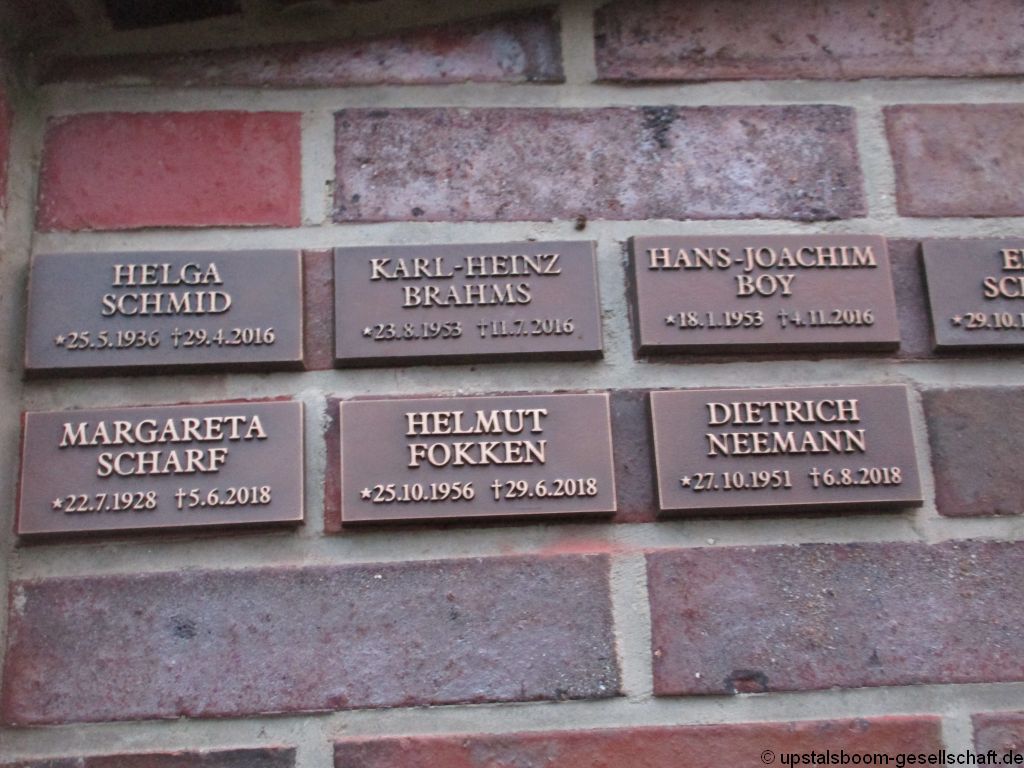 HELGA
SCHMID
*25.5.1936 †29.4.2016
KARL-HEINZ
BRAHMS
*23.8.1953 †11.7.2016
HANS-JOACHIM
BOY
*18.1.1953 †4.11.2016
MARGARETA
SCHARF
*22.7.1928 †5.6.2018
HELMUT
FOKKEN
*25.10.1956 †29.6.2018
DIETRICH
NEEMANN
*27.10.1951 †6.8.2018
© upstalsboom-gesellschaft.de